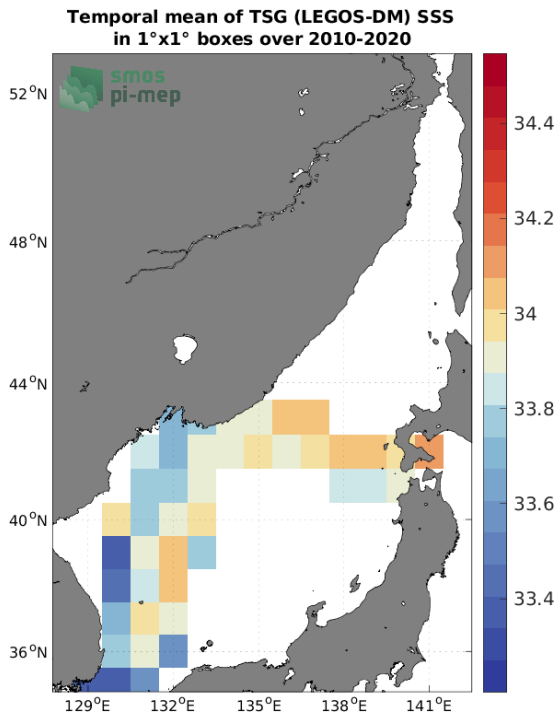 Temporal mean of TSG (LEGOS-DM) SSS
in 1°x1° boxes over 2010-2020
smos
pi-mep
52°N
48°N
44°N
40°N
36°N
129°E
132°E
135°E
138°E
141°E
34.4
34.2
34
33.8
33.6
33.4